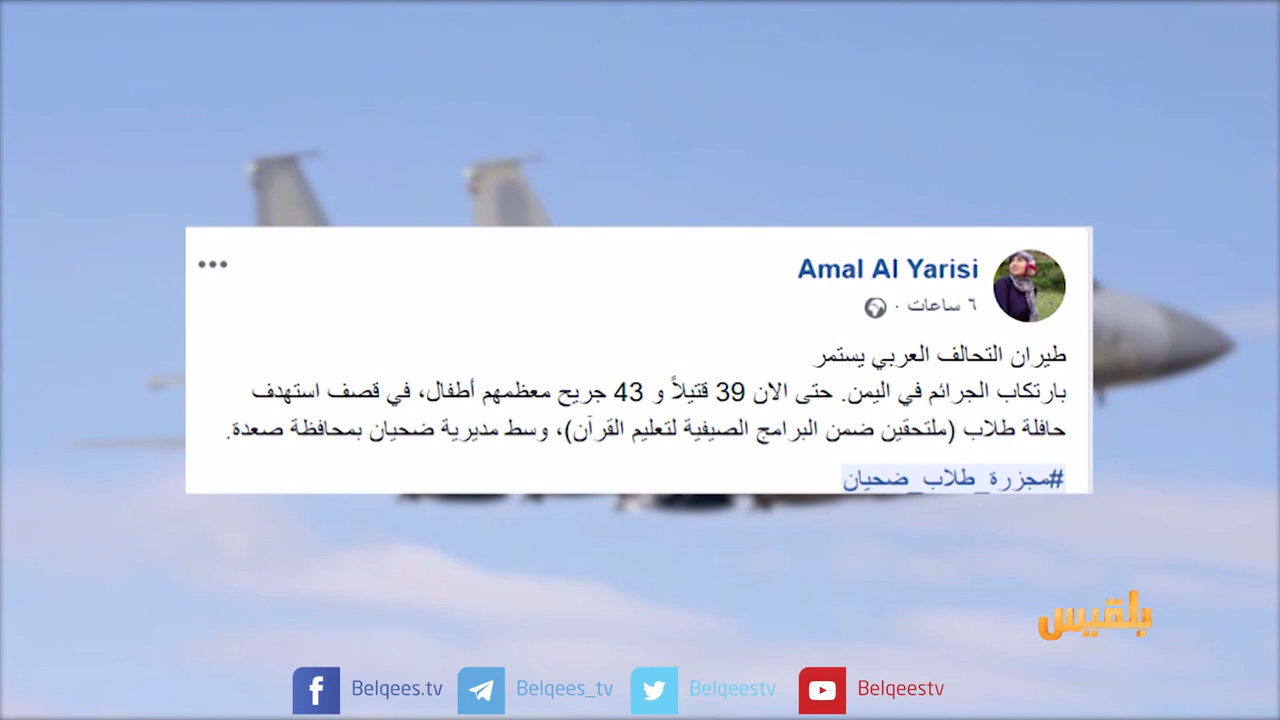 Amal Al Yarisi
٦ ساعات ·
طيران التحالف العربي يستمر
بارتكاب الجرائم في اليمن. حتى الان 39 قتيلاً و 43 جريح معظمهم أطفال، في قصف استهدف
حافلة طلاب (ملتحقين ضمن البرامج الصيفية لتعليم القرآن)، وسط مديرية ضحيان بمحافظة صعدة.
#مجزرة_طلاب_ضحيان
بلقيس
Belqees.tv Belqees_tv Belqeestv Belqeestv